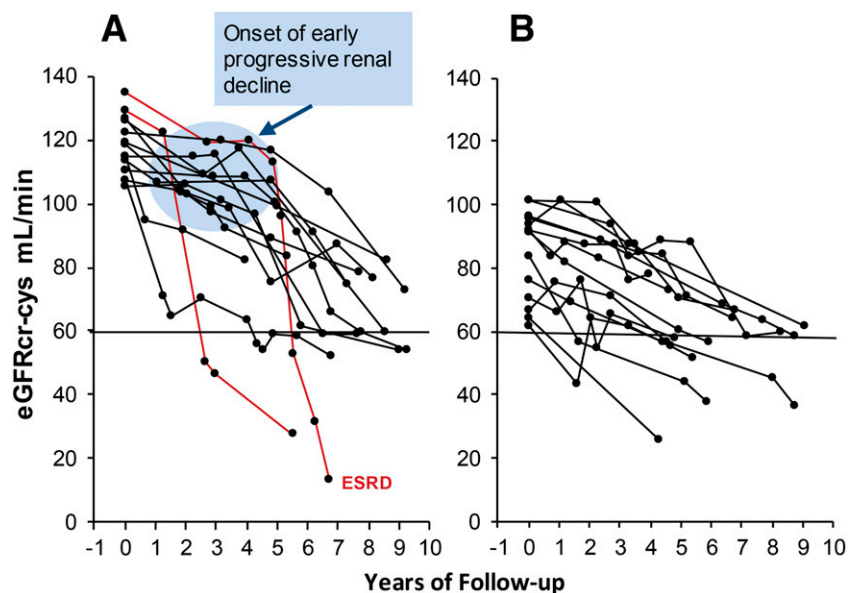 A
Onset of early
progressive renal
decline
B
eGFRcr-cys mL/min
140
120
100
80
60
40
20
0
-1 0 1 2 3 4 5 6 7 8 9 10
ESRD
140
120
100
80
60
40
20
0
-1 0 1 2 3 4 5 6 7 8 9 10
Years of Follow-up